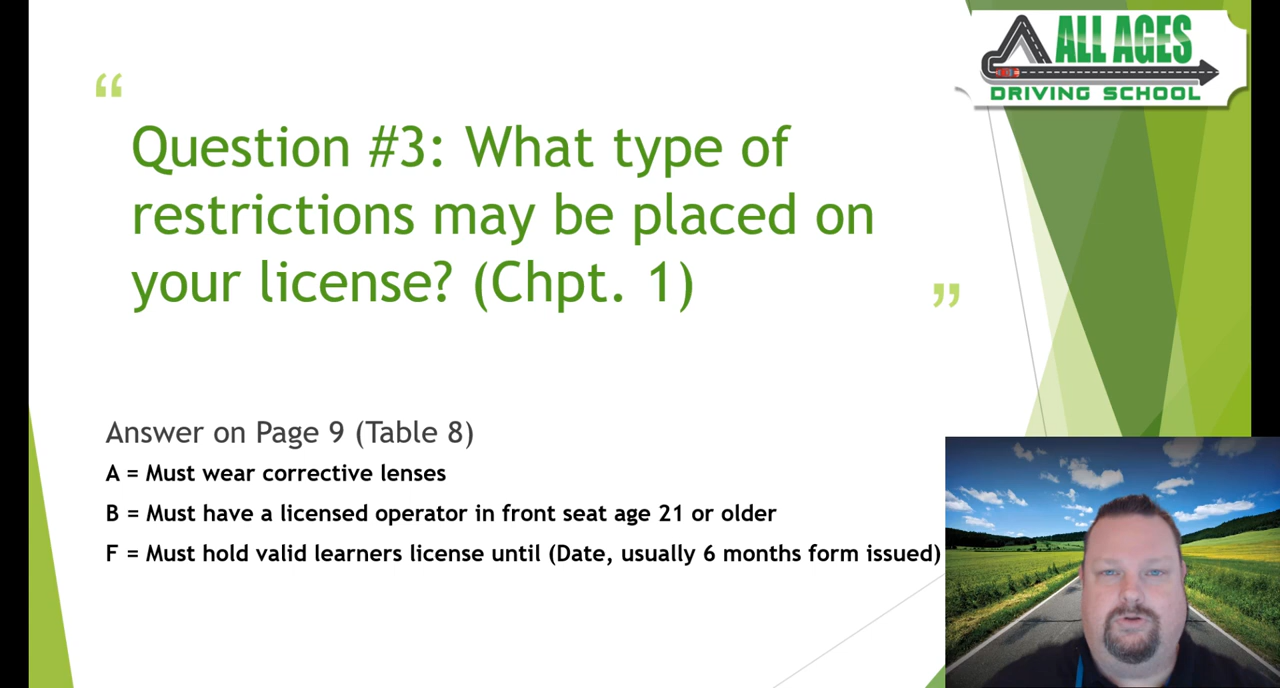 ALL AGES
DRIVING SCHOOL
“
Question #3: What type of
restrictions may be placed on
your license? (Chpt. 1)
”
Answer on Page 9 (Table 8)
A = Must wear corrective lenses
B = Must have a licensed operator in front seat age 21 or older
F = Must hold valid learners license until (Date, usually 6 months form issued)